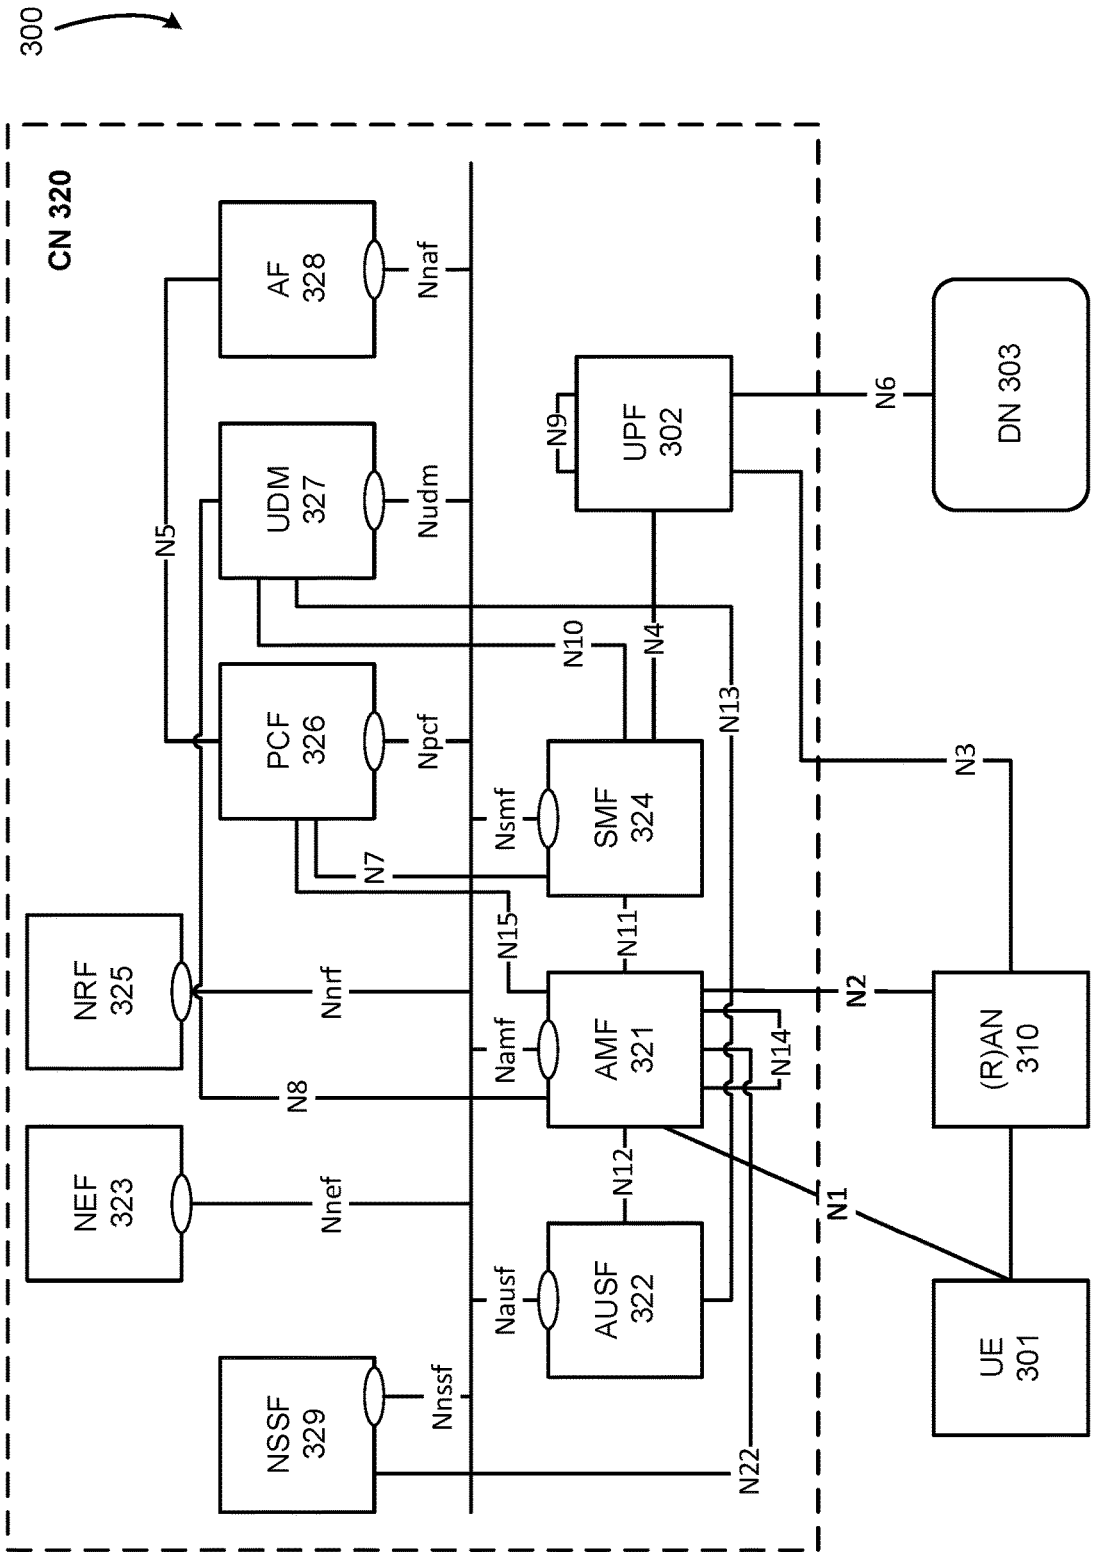 300
CN 320
NSSF
329
NEF
323
NRF
325
PCF
326
UDM
327
AF
328
N5
N8
N7
N15
N10
Nnssf
Nnef
Nnrf
Npcf
Nudm
Nnaf
Nausf
Namf
Nsmf
AUSF
322
N12
AMF
321
N11
SMF
324
N4
N9
UPF
302
N13
N14
N22
N1
N2
N3
N6
UE
301
(R)AN
310
DN 303